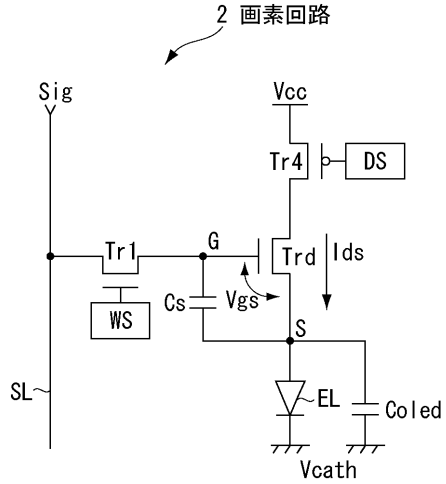 2 画素回路
Sig
Vcc
Tr4
DS
Tr1
G
Trd
Ids
Cs
Vgs
WS
S
SL
EL
Coled
Vcath